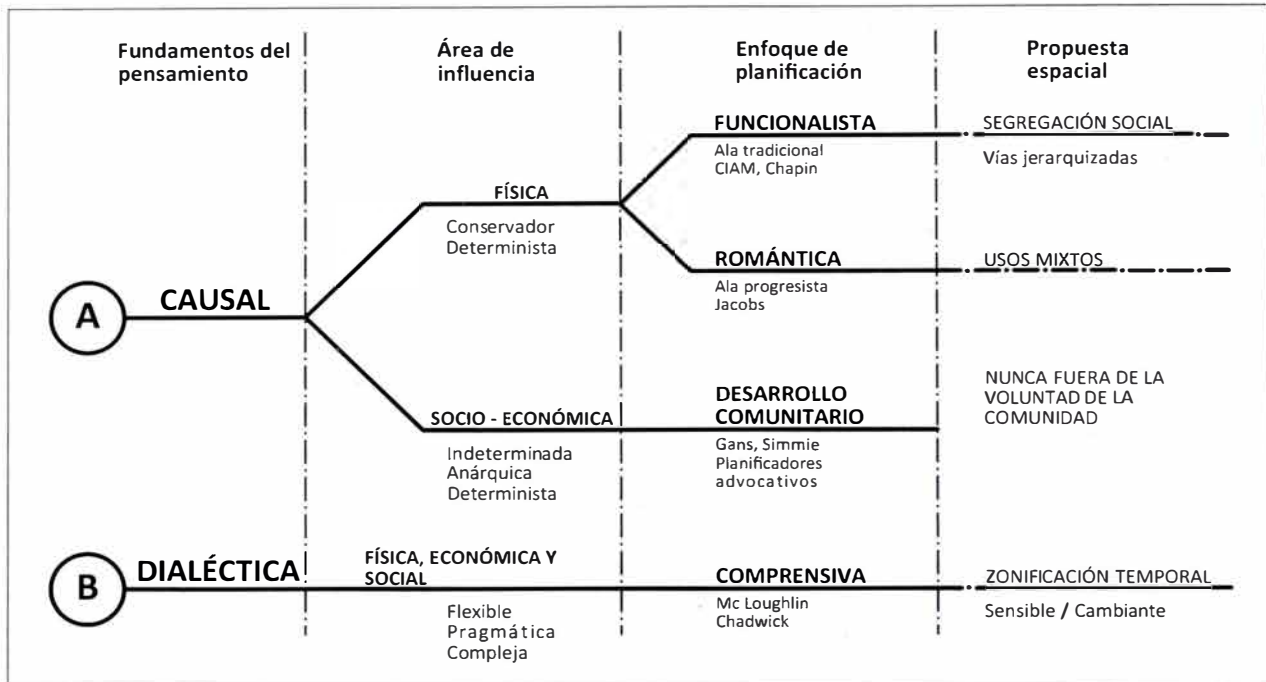 Fundamentos del
pensamiento
Área de
influencia
Enfoque de
planificación
Propuesta
espacial
A
CAUSAL
FÍSICA
Conservador
Determinista
FUNCIONALISTA
Ala tradicional
CIAM, Chapin
SEGREGACIÓN SOCIAL
Vías jerarquizadas
ROMÁNTICA
Ala progresista
Jacobs
USOS MIXTOS
SOCIO - ECONÓMICA
Indeterminada
Anárquica
Determinista
DESARROLLO
COMUNITARIO
Gans, Simmie
Planificadores
advocativos
NUNCA FUERA DE LA
VOLUNTAD DE LA
COMUNIDAD
B
DIALÉCTICA
FÍSICA, ECONÓMICA Y
SOCIAL
Flexible
Pragmática
Compleja
COMPRENSIVA
Mc Loughlin
Chadwick
ZONIFICACIÓN TEMPORAL
Sensible / Cambiante